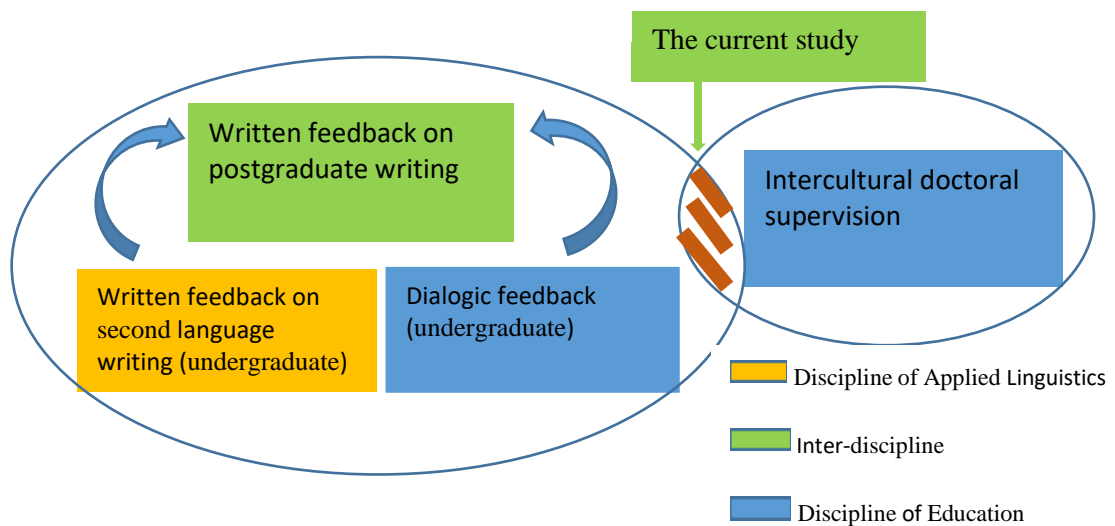 The current study
Written feedback on
postgraduate writing
Intercultural doctoral
supervision
Written feedback on
second language
writing (undergraduate)
Dialogic feedback
(undergraduate)
Discipline of Applied Linguistics
Inter-discipline
Discipline of Education